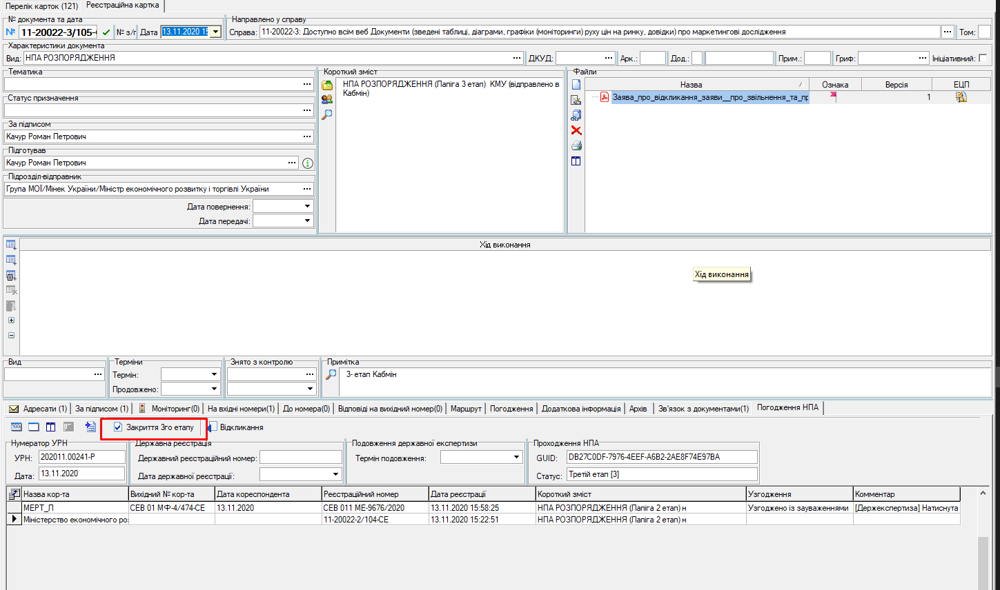 Перелік карток (121) Реєстраційна картка
№ документа та дата
№ 11-20022-3/105- № з/г Дата 13.11.2020 15
Направлено у справу
Справа: 11-20022-3: Доступно всім веб Документи (зведені таблиці, діаграми, графіки (моніторинги) руху цін на ринку, довідки) про маркетингові дослідження ... Том:
Характеристики документа
Вид: НПА РОЗПОРЯДЖЕННЯ ... ДКУД: ... Арк.: Дод.: Прим.: Гриф: ... Ініціативний:
Тематика
...
Статус призначення
...
За підписом
Качур Роман Петрович ...
Підготував
Качур Роман Петрович ...
Підрозділ-відправник
Група МОЇ/Мінек України/Міністр економічного розвитку і торгівлі України ...
Дата повернення:
Дата передачі:
Короткий зміст
НПА РОЗПОРЯДЖЕННЯ (Лапіга 3 етап) КМУ (відправлено в
Кабмін)
Файли
Назва / Ознака Версія ЕЦП
Заява_про_відкликання_заяви__про_звільнення_та_пр 1
Хід виконання
Хід виконання
Вид
...
Терміни
Термін:
Продовжено:
Знято з контролю
...
Примітка
3- етап Кабмін
Адресати (1) За підписом (1) Моніторинг(0) На вхідні номери(1) До номера(0) Відповіді на вихідний номер(0) Маршрут Погодження Додаткова інформація Архів Зв'язок з документами(1) Погодження НПА
Закриття 3го етапу Відкликання
Нумератор УРН
УРН: 202011.00241-Р
Дата: 13.11.2020
Державна реєстрація
Державний реєстраційний номер:
Дата державної реєстрації:
Подовження державної експертизи
Термін подовження:
Проходження НПА
GUID: DB27C0DF-7976-4EEF-A6B2-2AE8F74E97BA
Статус: Третій етап [3]
Назва кор-та Вихідний № кор-та Дата кореспондента Реєстраційний номер Дата реєстрації Короткий зміст Узгодження Комментар
МЕРТ_Л СЕВ 01 МФ-4/474-СЕ 13.11.2020 СЕВ 011 МЕ-9676/2020 13.11.2020 15:58:25 НПА РОЗПОРЯДЖЕННЯ (Лапіга 2 етап) н Узгоджено із зауваженнями [Держекспертиза] Натиснута
Міністерство економічного роз 11-20022-2/104-СЕ 13.11.2020 15:22:51 НПА РОЗПОРЯДЖЕННЯ (Лапіга 2 етап) н